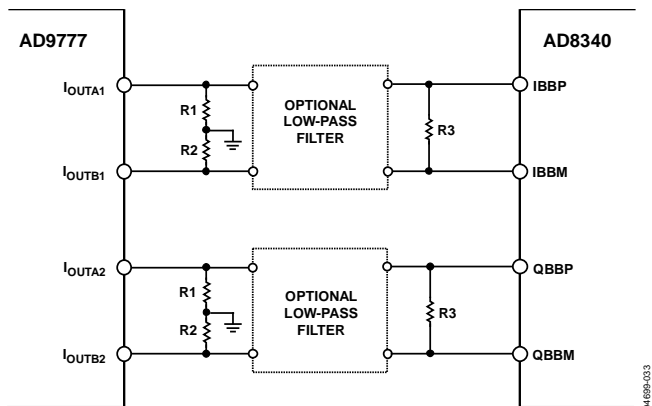 AD9777
AD8340
IOUTA1
IBBP
R1
OPTIONAL
LOW-PASS
FILTER
R3
R2
IOUTB1
IBBM
IOUTA2
QBBP
R1
OPTIONAL
LOW-PASS
FILTER
R3
R2
IOUTB2
QBBM
04699-033